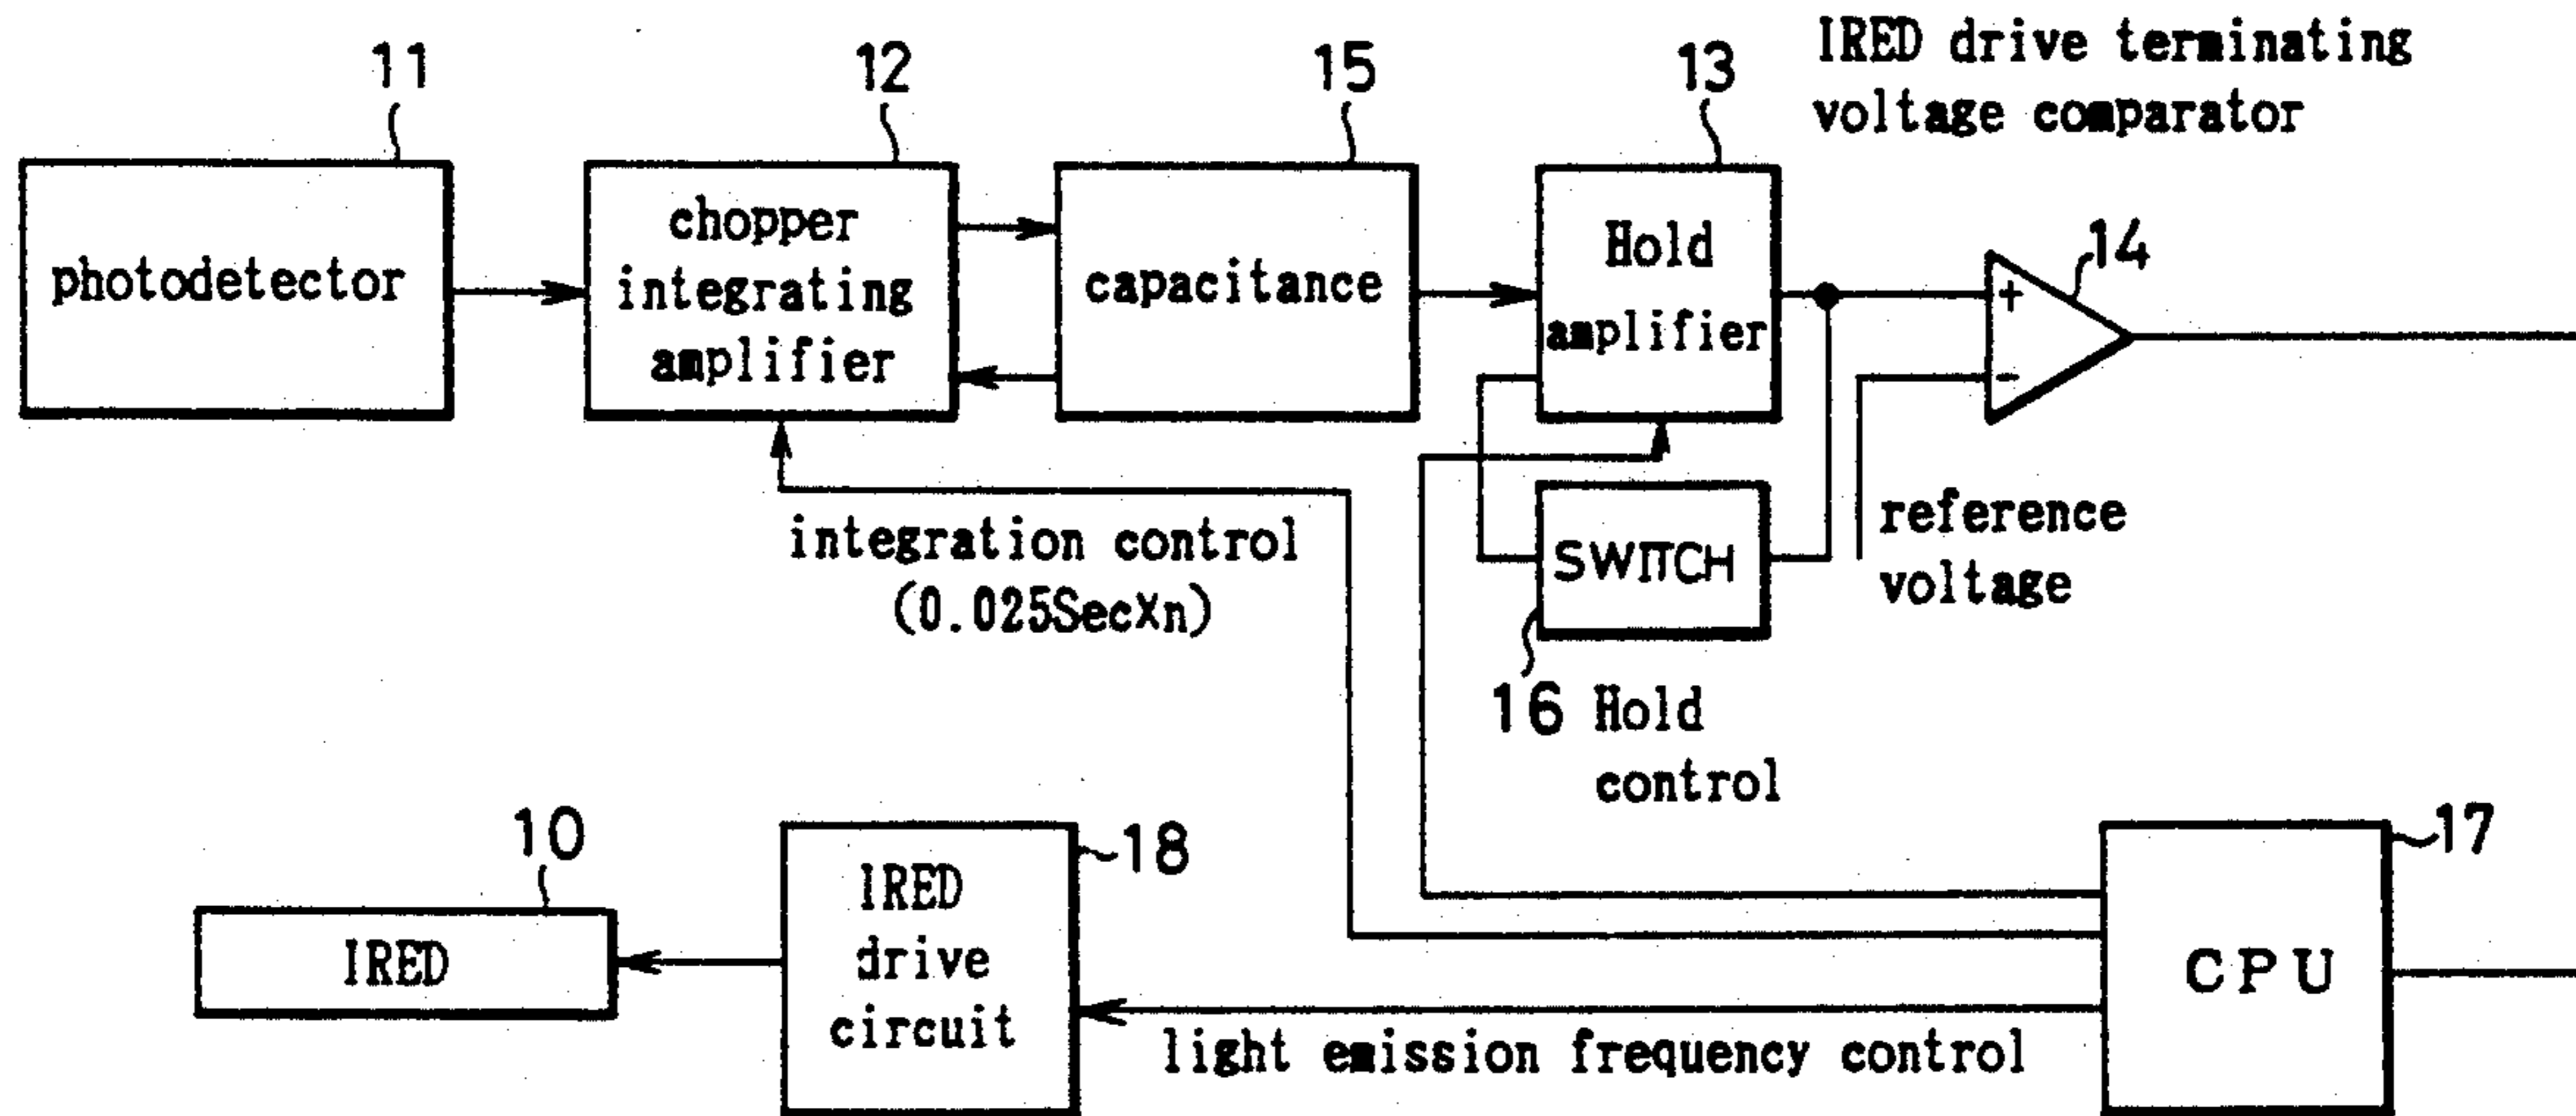 11
12
15
13
IRED drive terminating
voltage comparator
photodetector
chopper
integrating
amplifier
capacitance
Hold
amplifier
+
-
14
integration control
(0.025Sec×n)
SWITCH
reference
voltage
16
Hold
control
10
IRED
18
IRED
drive
circuit
17
CPU
light emission frequency control